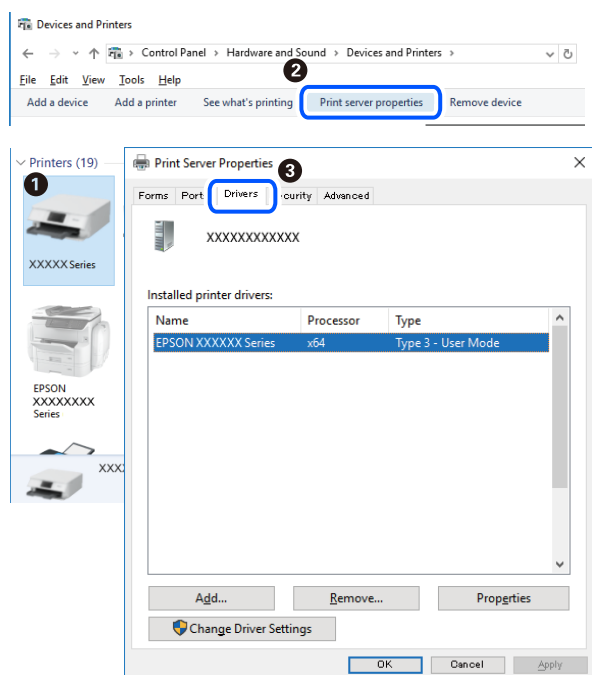 Devices and Printers
Control Panel > Hardware and Sound > Devices and Printers >
2
File Edit View Tools Help
Add a device Add a printer See what's printing Print server properties Remove device
Printers (19)
1
XXXXX Series
EPSON
XXXXXXXX
Series
XXX
Print Server Properties
3
Forms Port Drivers curity Advanced
XXXXXXXXXXXX
Installed printer drivers:
Name Processor Type
EPSON XXXXXX Series x64 Type 3 - User Mode
Add... Remove... Properties
Change Driver Settings
OK Cancel Apply